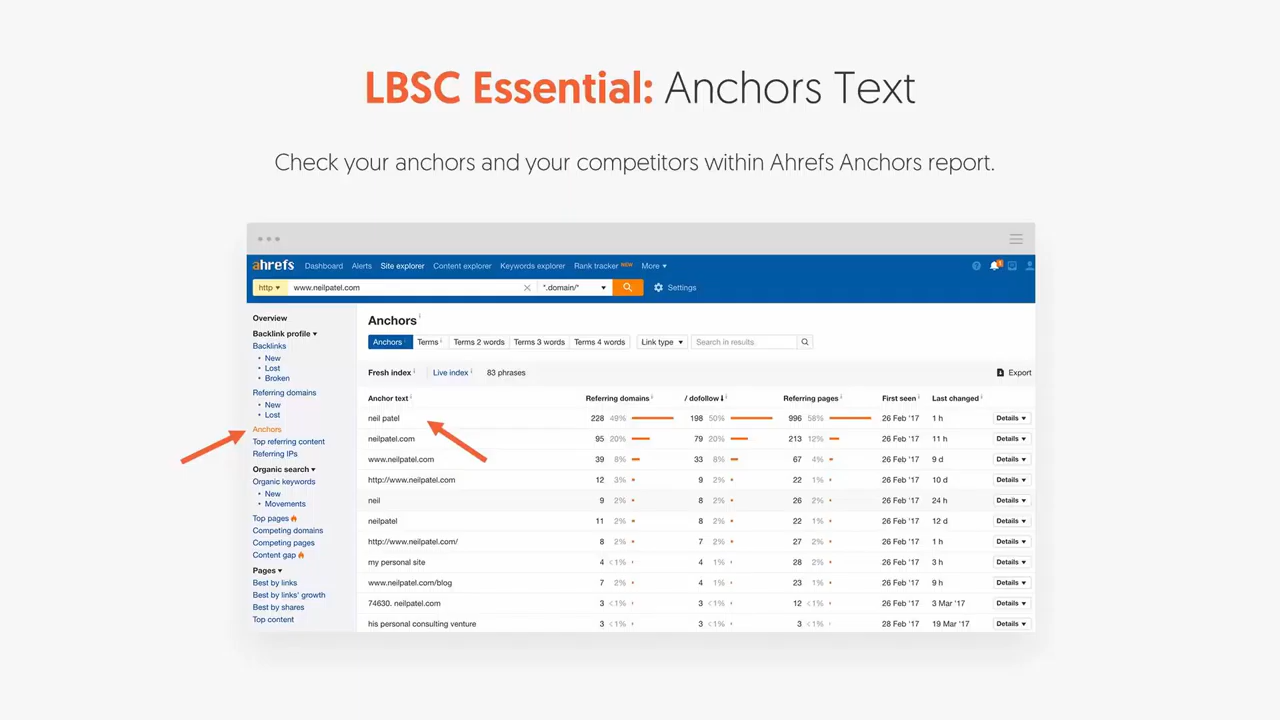 LBSC Essential: Anchors Text
Check your anchors and your competitors within Ahrefs Anchors report.
ahrefs Dashboard Alerts Site explorer Content explorer Keywords explorer Rank tracker NEW More
http www.neilpatel.com *.domain/* Settings
Overview
Backlink profile
Backlinks
New
Lost
Broken
Referring domains
New
Lost
Anchors
Top referring content
Referring IPs
Organic search
Organic keywords
New
Movements
Top pages
Competing domains
Competing pages
Content gap
Pages
Best by links
Best by links' growth
Best by shares
Top content
Anchors
Anchors Terms Terms 2 words Terms 3 words Terms 4 words Link type Search in results
Fresh index Live index 83 phrases Export
Anchor text Referring domains / dofollow Referring pages First seen Last changed
neil patel 228 49% 198 50% 996 58% 26 Feb '17 1 h Details
neilpatel.com 95 20% 79 20% 213 12% 26 Feb '17 11 h Details
www.neilpatel.com 39 8% 33 8% 67 4% 26 Feb '17 9 d Details
http://www.neilpatel.com 12 3% 9 2% 22 1% 26 Feb '17 10 d Details
neil 9 2% 8 2% 26 2% 26 Feb '17 24 h Details
neilpatel 11 2% 8 2% 22 1% 26 Feb '17 12 d Details
http://www.neilpatel.com/ 8 2% 7 2% 27 2% 26 Feb '17 1 h Details
my personal site 4 <1% 4 1% 28 2% 26 Feb '17 3 h Details
www.neilpatel.com/blog 7 2% 4 1% 23 1% 26 Feb '17 9 h Details
74630. neilpatel.com 3 <1% 3 <1% 12 <1% 26 Feb '17 3 Mar '17 Details
his personal consulting venture 3 <1% 3 <1% 3 <1% 28 Feb '17 19 Mar '17 Details